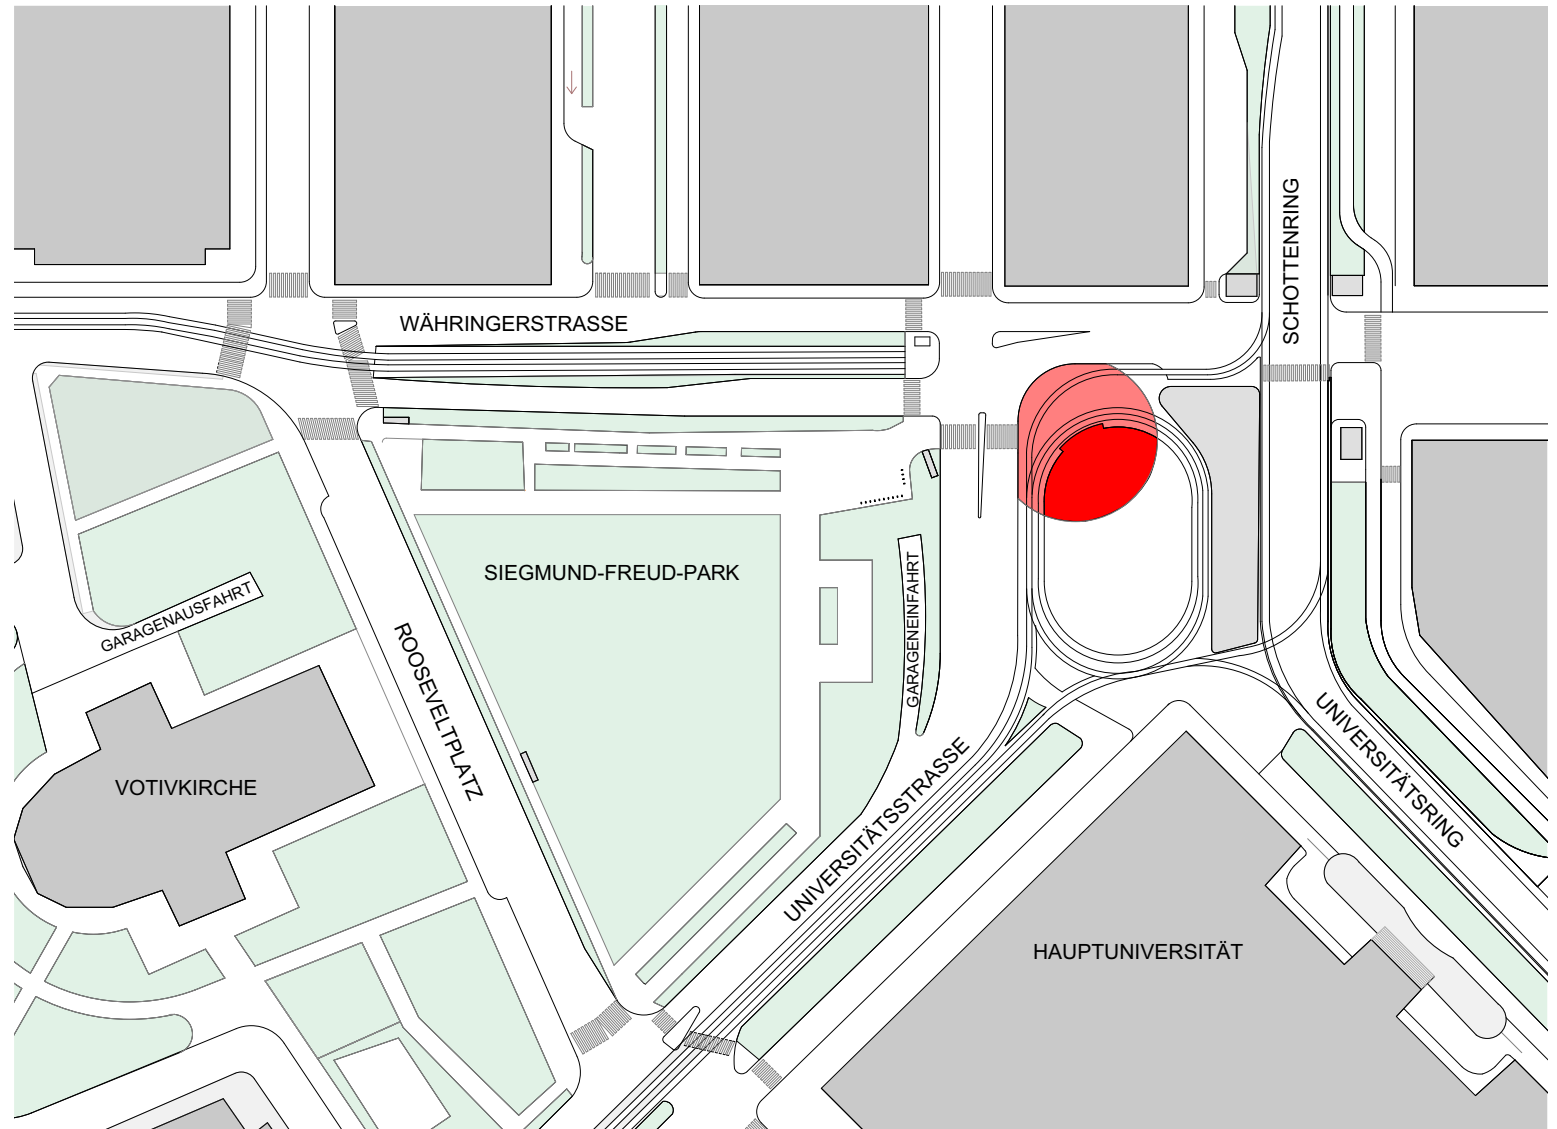 SCHOTTENRING
WÄHRINGERSTRASSE
SIEGMUND-FREUD-PARK
GARAGENEINFAHRT
GARAGENAUSFAHRT
ROOSEVELTPLATZ
VOTIVKIRCHE
UNIVERSITÄTSSTRASSE
UNIVERSITÄTSRING
HAUPTUNIVERSITÄT